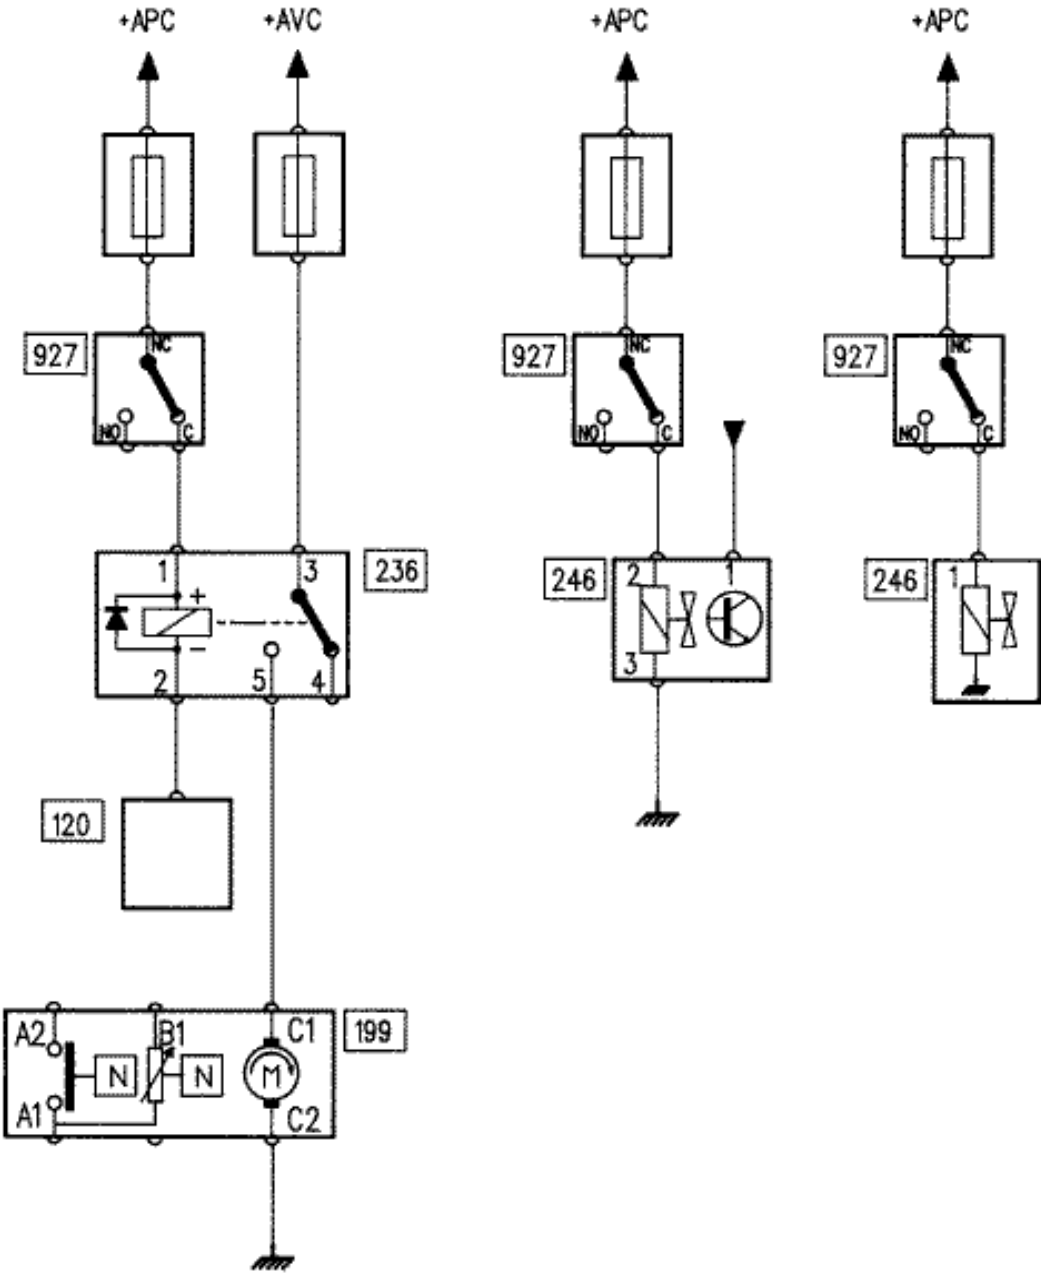 +APC +AVC +APC +APC
NC NC NC
927 927 927
NO C NO C NO C
1 3 236
2 1 246 1 246
+
-
3
2 5 4
120
A2 B1 C1 199
N N M
A1 C2